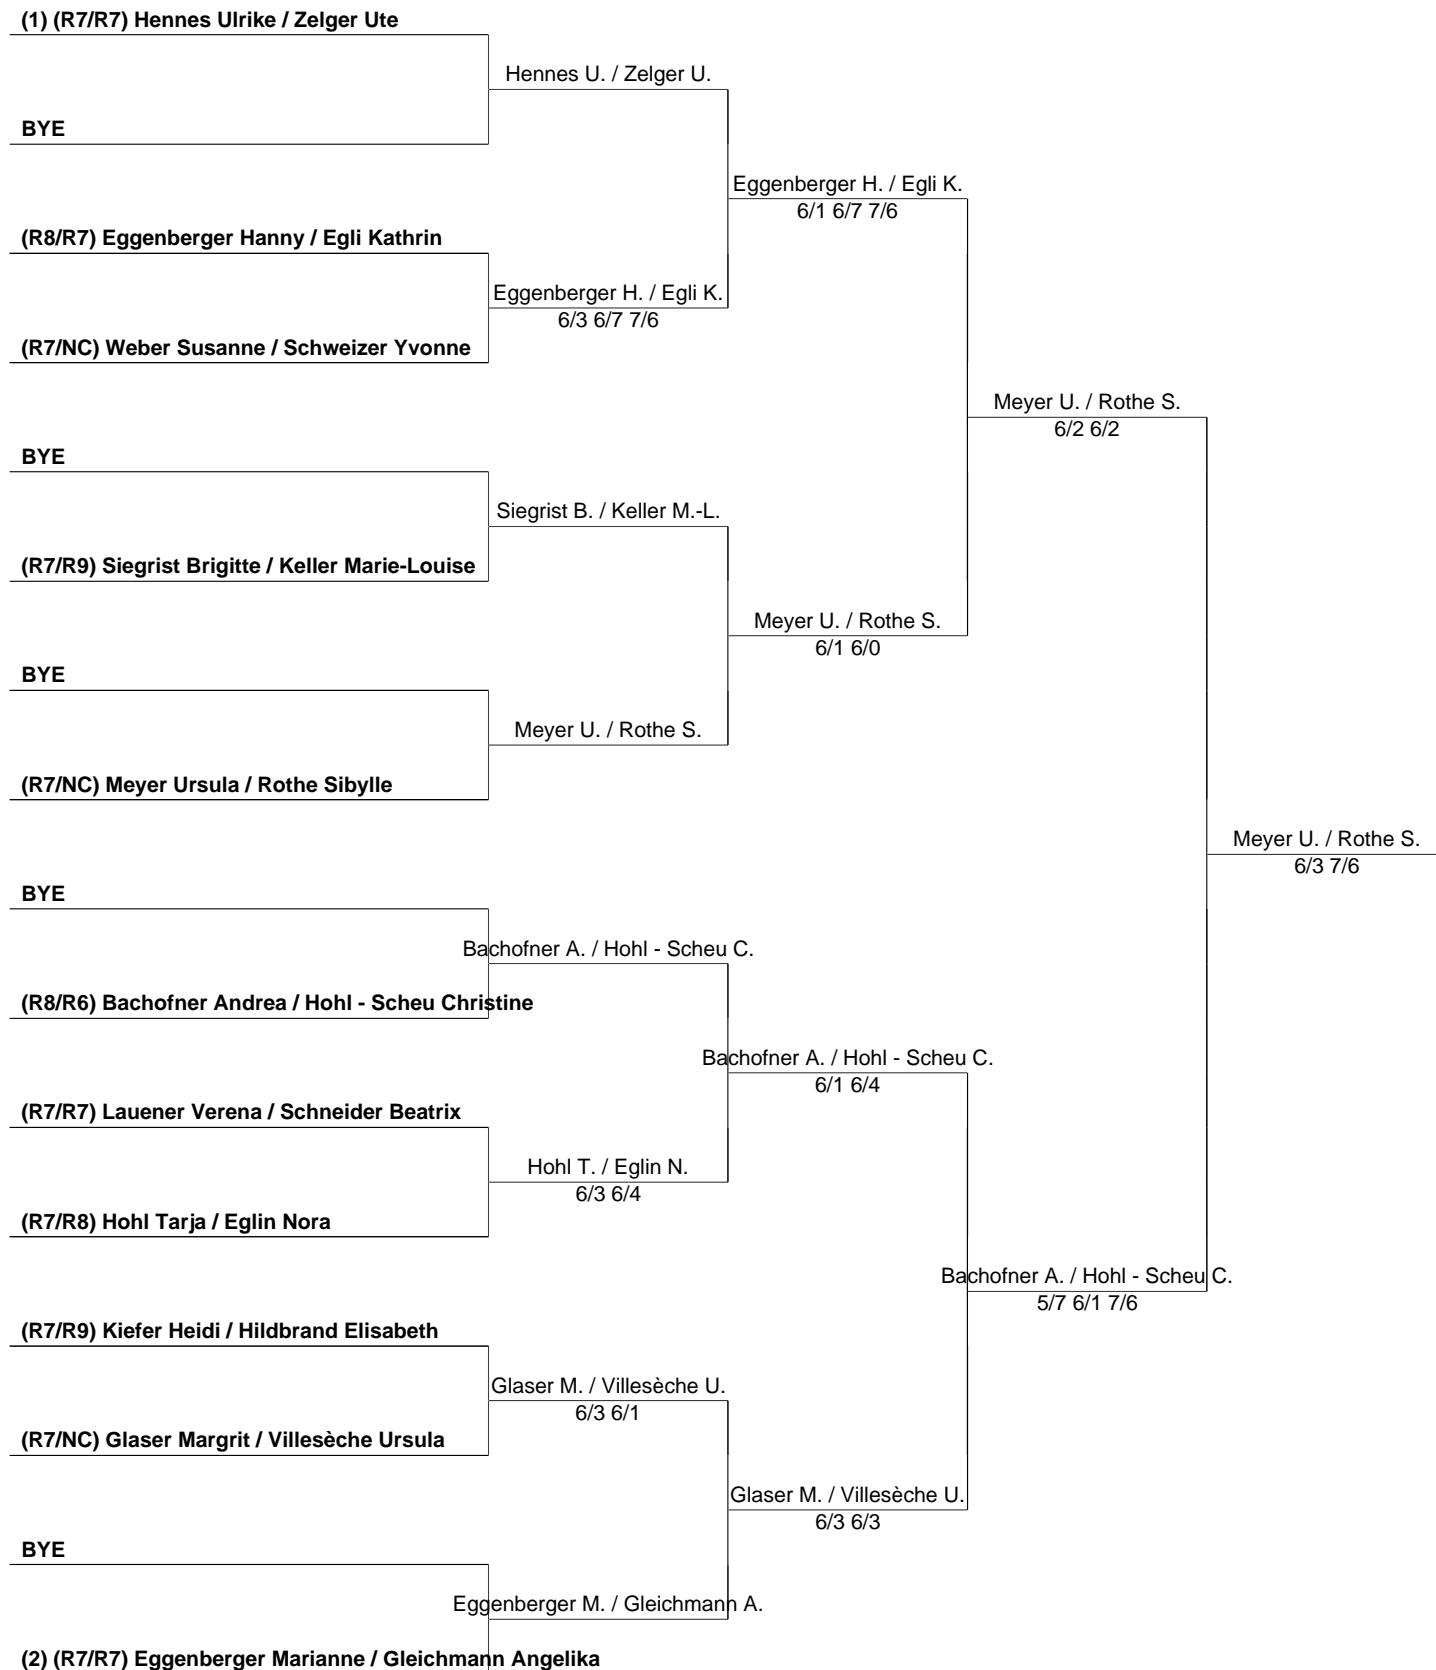 (1) (R7/R7) Hennes Ulrike / Zelger Ute
Hennes U. / Zelger U.
BYE
Eggenberger H. / Egli K.
6/1 6/7 7/6
(R8/R7) Eggenberger Hanny / Egli Kathrin
Eggenberger H. / Egli K.
6/3 6/7 7/6
(R7/NC) Weber Susanne / Schweizer Yvonne
Meyer U. / Rothe S.
6/2 6/2
BYE
Siegrist B. / Keller M.-L.
(R7/R9) Siegrist Brigitte / Keller Marie-Louise
Meyer U. / Rothe S.
6/1 6/0
BYE
Meyer U. / Rothe S.
(R7/NC) Meyer Ursula / Rothe Sibylle
Meyer U. / Rothe S.
6/3 7/6
BYE
Bachofner A. / Hohl - Scheu C.
(R8/R6) Bachofner Andrea / Hohl - Scheu Christine
Bachofner A. / Hohl - Scheu C.
6/1 6/4
(R7/R7) Lauener Verena / Schneider Beatrix
Hohl T. / Eglin N.
6/3 6/4
(R7/R8) Hohl Tarja / Eglin Nora
Bachofner A. / Hohl - Scheu C.
5/7 6/1 7/6
(R7/R9) Kiefer Heidi / Hildbrand Elisabeth
Glaser M. / Villesèche U.
6/3 6/1
(R7/NC) Glaser Margrit / Villesèche Ursula
Glaser M. / Villesèche U.
6/3 6/3
BYE
Eggenberger M. / Gleichmann A.
(2) (R7/R7) Eggenberger Marianne / Gleichmann Angelika